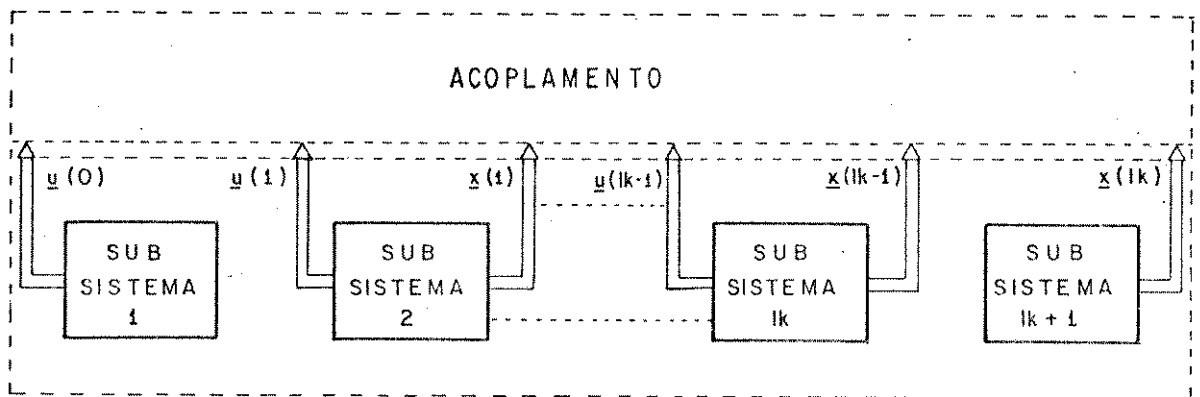 ACOPLAMENTO
u(0)
u(1)
x(1)
u(lk-1)
x(lk-1)
x(lk)
SUB
SISTEMA
1
SUB
SISTEMA
2
SUB
SISTEMA
lk
SUB
SISTEMA
lk + 1